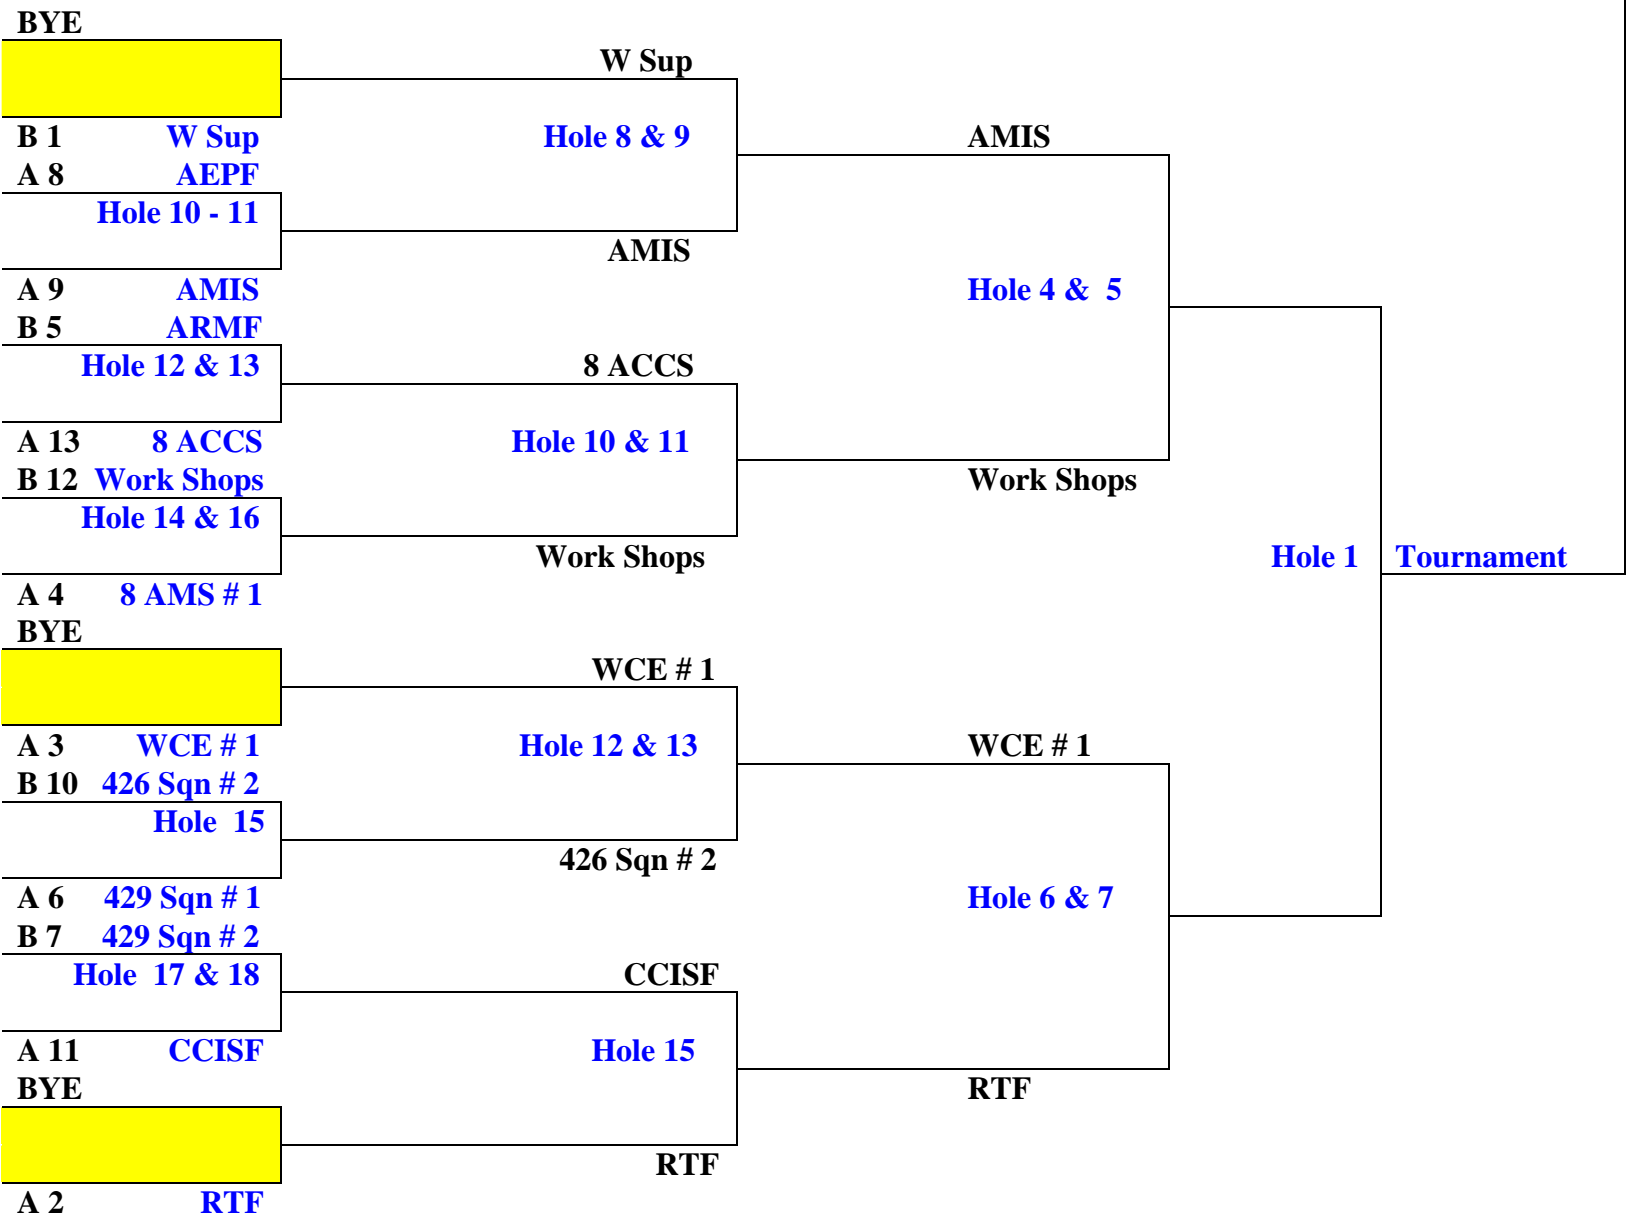 BYE
W Sup
B 1 W Sup Hole 8 & 9 AMIS
A 8 AEPF
Hole 10 - 11
AMIS
A 9 AMIS Hole 4 & 5
B 5 ARMF
Hole 12 & 13 8 ACCS
A 13 8 ACCS Hole 10 & 11
B 12 Work Shops Work Shops
Hole 14 & 16
Work Shops Hole 1 Tournament
A 4 8 AMS # 1
BYE
WCE # 1
A 3 WCE # 1 Hole 12 & 13 WCE # 1
B 10 426 Sqn # 2
Hole 15
426 Sqn # 2
A 6 429 Sqn # 1 Hole 6 & 7
B 7 429 Sqn # 2
Hole 17 & 18 CCISF
A 11 CCISF Hole 15
BYE RTF
RTF
A 2 RTF